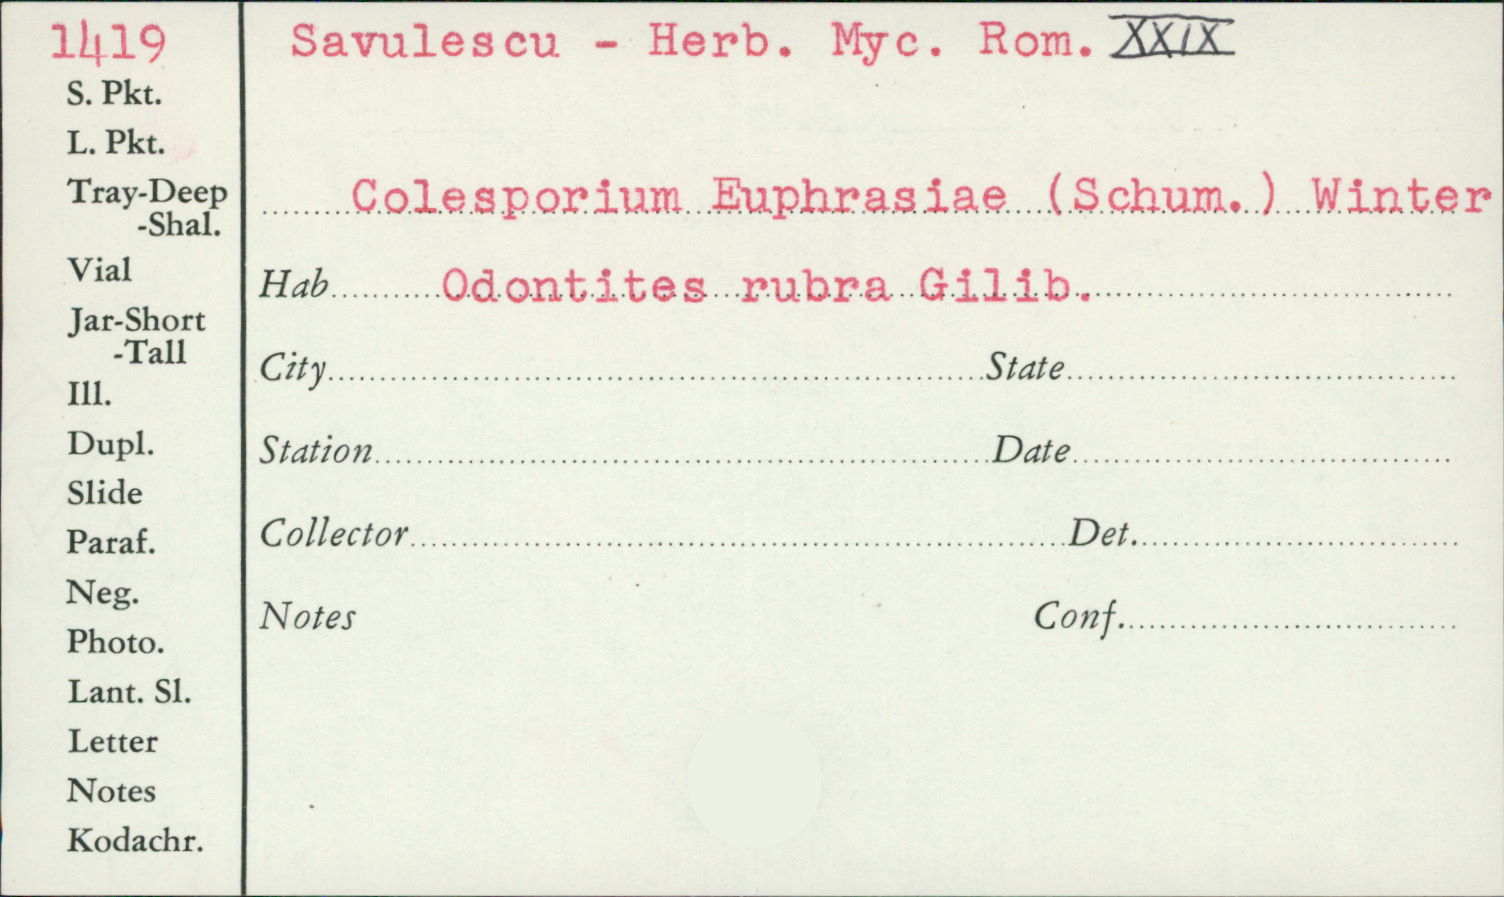 1419
Savulescu - Herb. Myc. Rom. XXIX
S. Pkt.
L. Pkt.
Tray-Deep
-Shal.
Vial
Jar-Short
-Tall
Ill.
Dupl.
Slide
Paraf.
Neg.
Photo.
Lant. Sl.
Letter
Notes
Kodachr.
Colesporium Euphrasiae (Schum.) Winter
Hab Odontites rubra Gilib.
City State
Station Date
Collector Det.
Notes Conf.